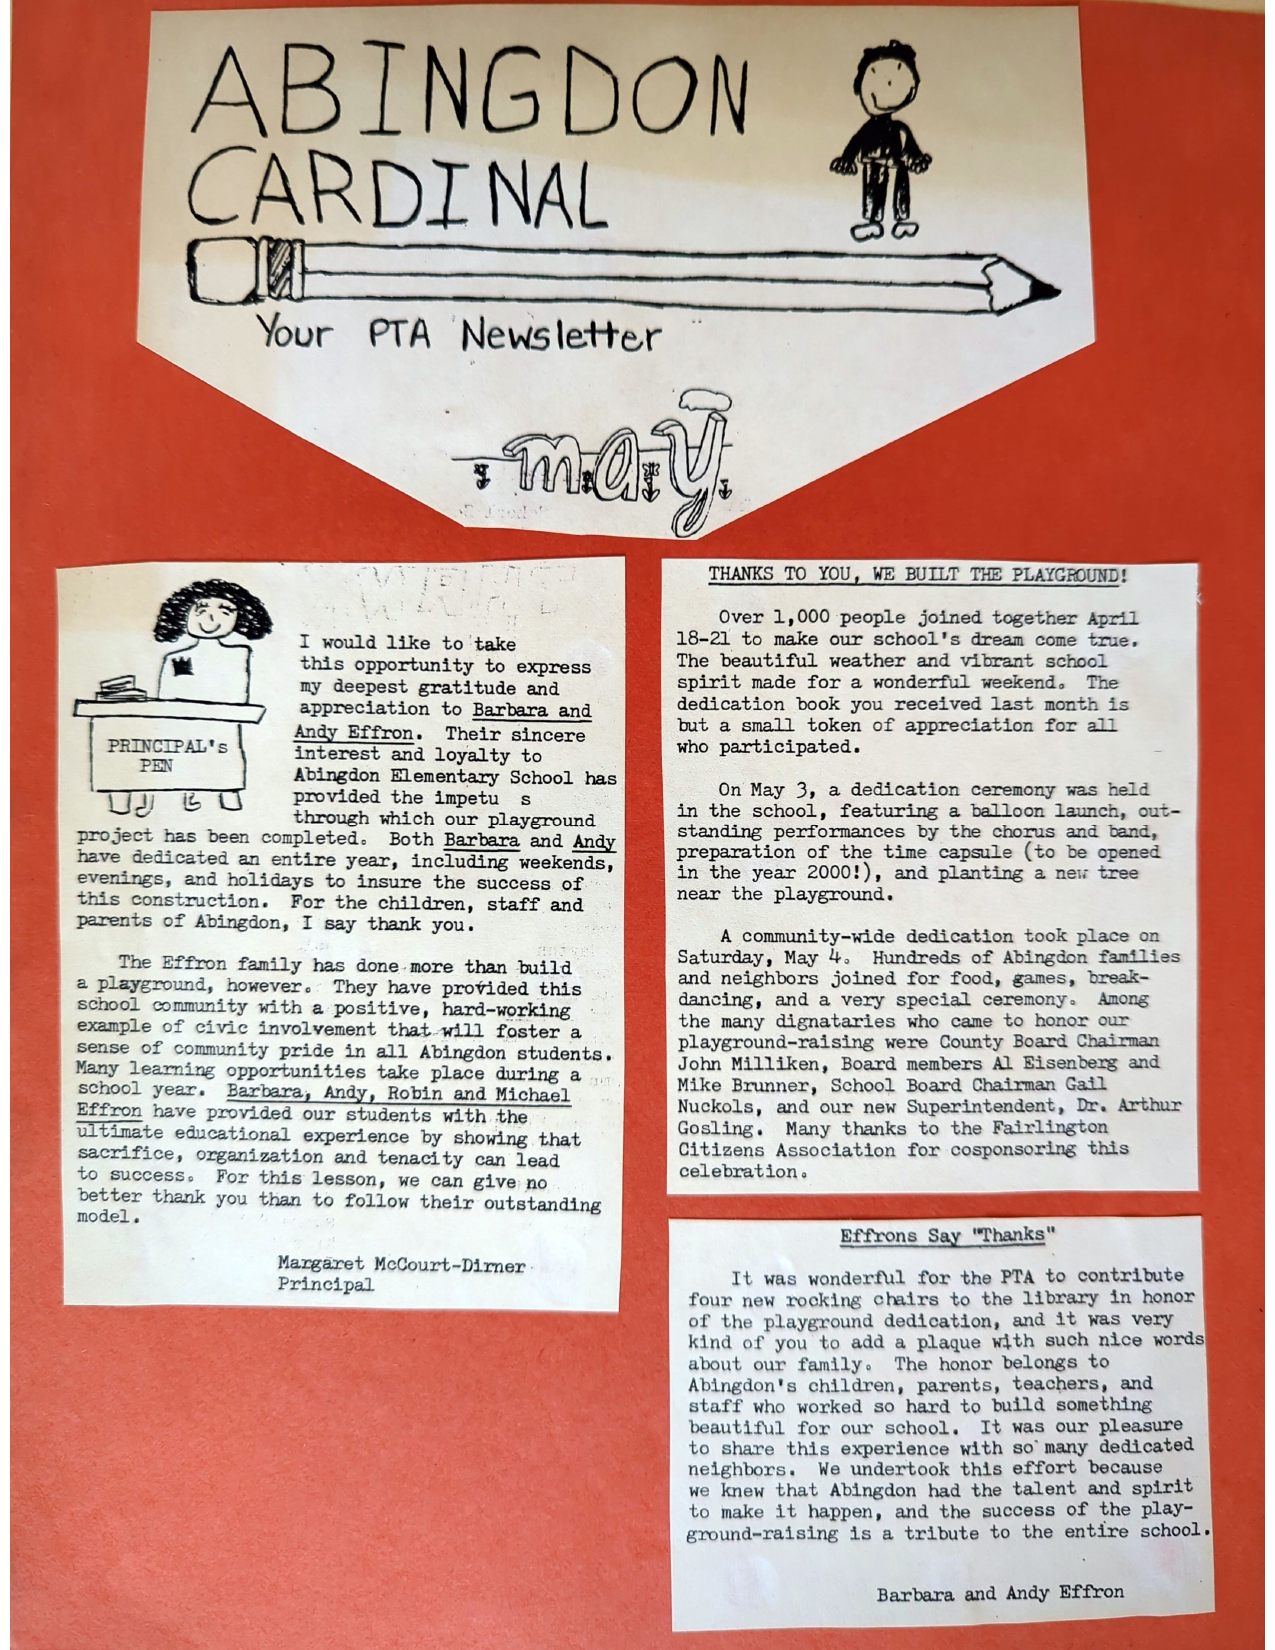 ABINGDON
CARDINAL
Your PTA Newsletter
may
PRINCIPAL's
PEN
I would like to take
this opportunity to express
my deepest gratitude and
appreciation to Barbara and
Andy Effron. Their sincere
interest and loyalty to
Abingdon Elementary School has
provided the impetu s
through which our playground
project has been completed. Both Barbara and Andy
have dedicated an entire year, including weekends,
evenings, and holidays to insure the success of
this construction. For the children, staff and
parents of Abingdon, I say thank you.
The Effron family has done more than build
a playground, however. They have provided this
school community with a positive, hard-working
example of civic involvement that will foster a
sense of community pride in all Abingdon students.
Many learning opportunities take place during a
school year. Barbara, Andy, Robin and Michael
Effron have provided our students with the
ultimate educational experience by showing that
sacrifice, organization and tenacity can lead
to success. For this lesson, we can give no
better thank you than to follow their outstanding
model.
Margaret McCourt-Dirner
Principal
THANKS TO YOU, WE BUILT THE PLAYGROUND!
Over 1,000 people joined together April
18-21 to make our school's dream come true.
The beautiful weather and vibrant school
spirit made for a wonderful weekend. The
dedication book you received last month is
but a small token of appreciation for all
who participated.
On May 3, a dedication ceremony was held
in the school, featuring a balloon launch, out-
standing performances by the chorus and band,
preparation of the time capsule (to be opened
in the year 2000!), and planting a new tree
near the playground.
A community-wide dedication took place on
Saturday, May 4. Hundreds of Abingdon families
and neighbors joined for food, games, break-
dancing, and a very special ceremony. Among
the many dignataries who came to honor our
playground-raising were County Board Chairman
John Milliken, Board members Al Eisenberg and
Mike Brunner, School Board Chairman Gail
Nuckols, and our new Superintendent, Dr. Arthur
Gosling. Many thanks to the Fairlington
Citizens Association for cosponsoring this
celebration.
Effrons Say "Thanks"
It was wonderful for the PTA to contribute
four new rocking chairs to the library in honor
of the playground dedication, and it was very
kind of you to add a plaque with such nice words
about our family. The honor belongs to
Abingdon's children, parents, teachers, and
staff who worked so hard to build something
beautiful for our school. It was our pleasure
to share this experience with so many dedicated
neighbors. We undertook this effort because
we knew that Abingdon had the talent and spirit
to make it happen, and the success of the play-
ground-raising is a tribute to the entire school.
Barbara and Andy Effron